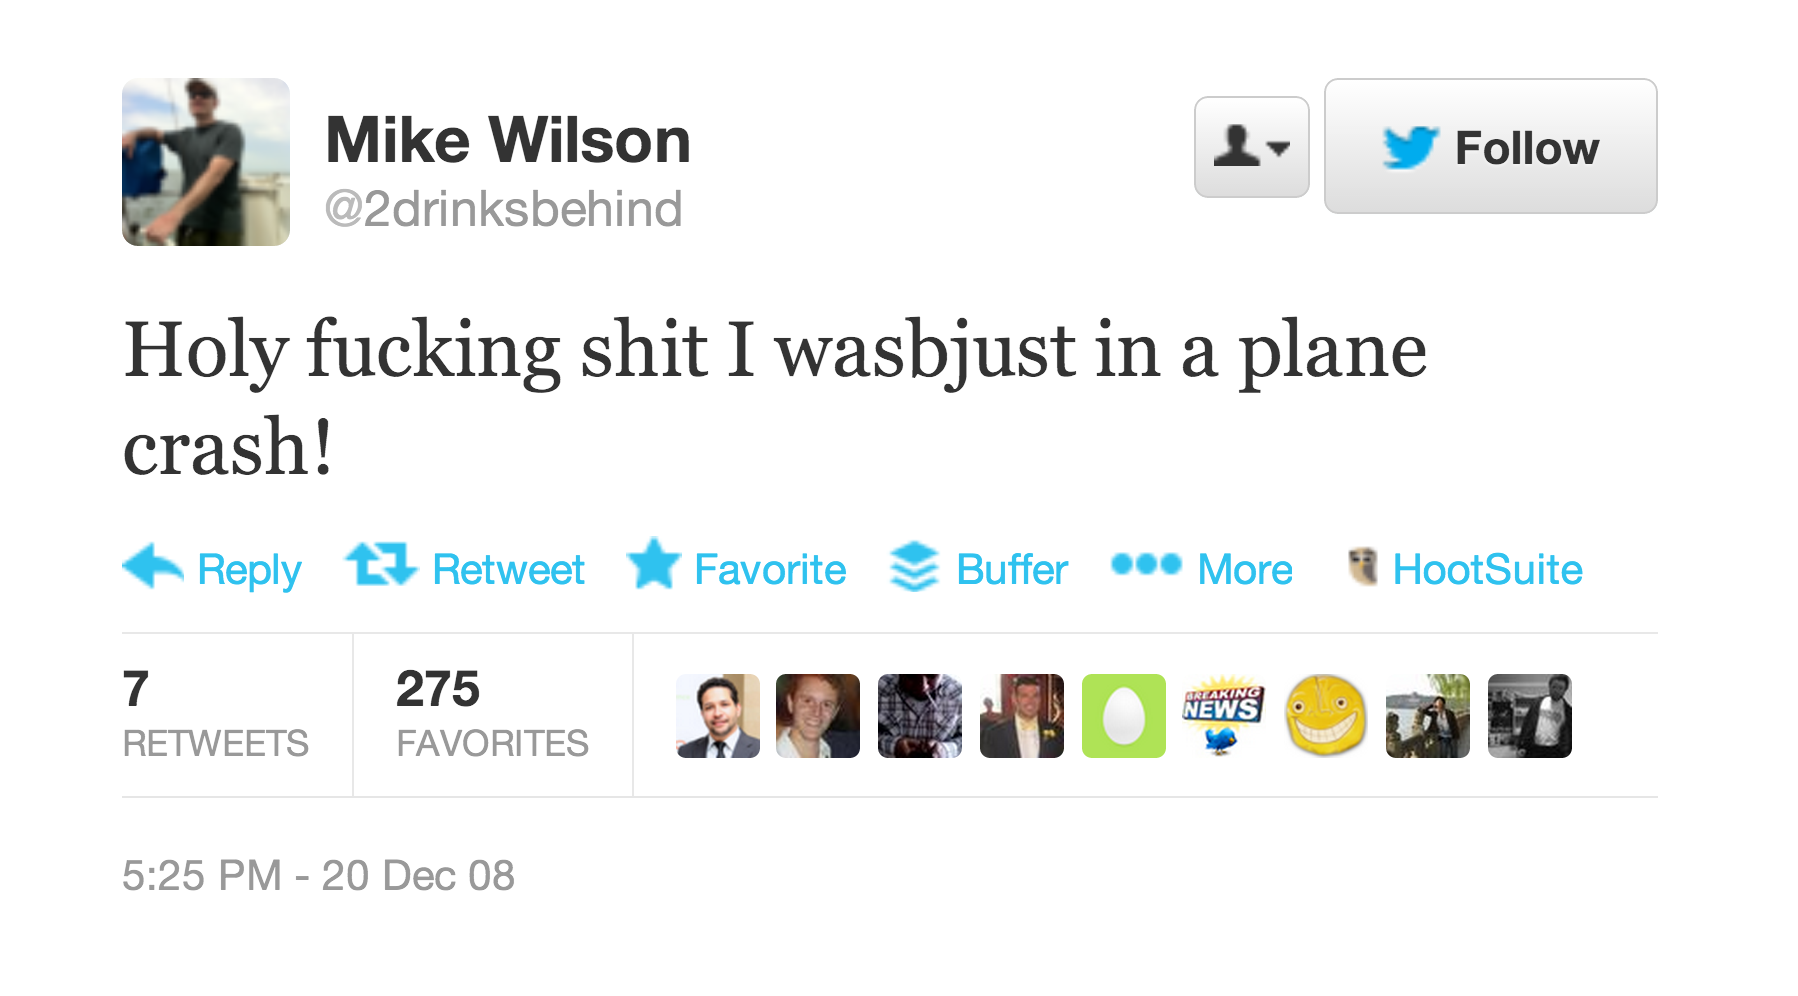 Mike Wilson
@2drinksbehind
Follow
Holy fucking shit I wasbjust in a plane
crash!
Reply Retweet Favorite Buffer More HootSuite
7 275
RETWEETS FAVORITES
BREAKING
NEWS
5:25 PM - 20 Dec 08